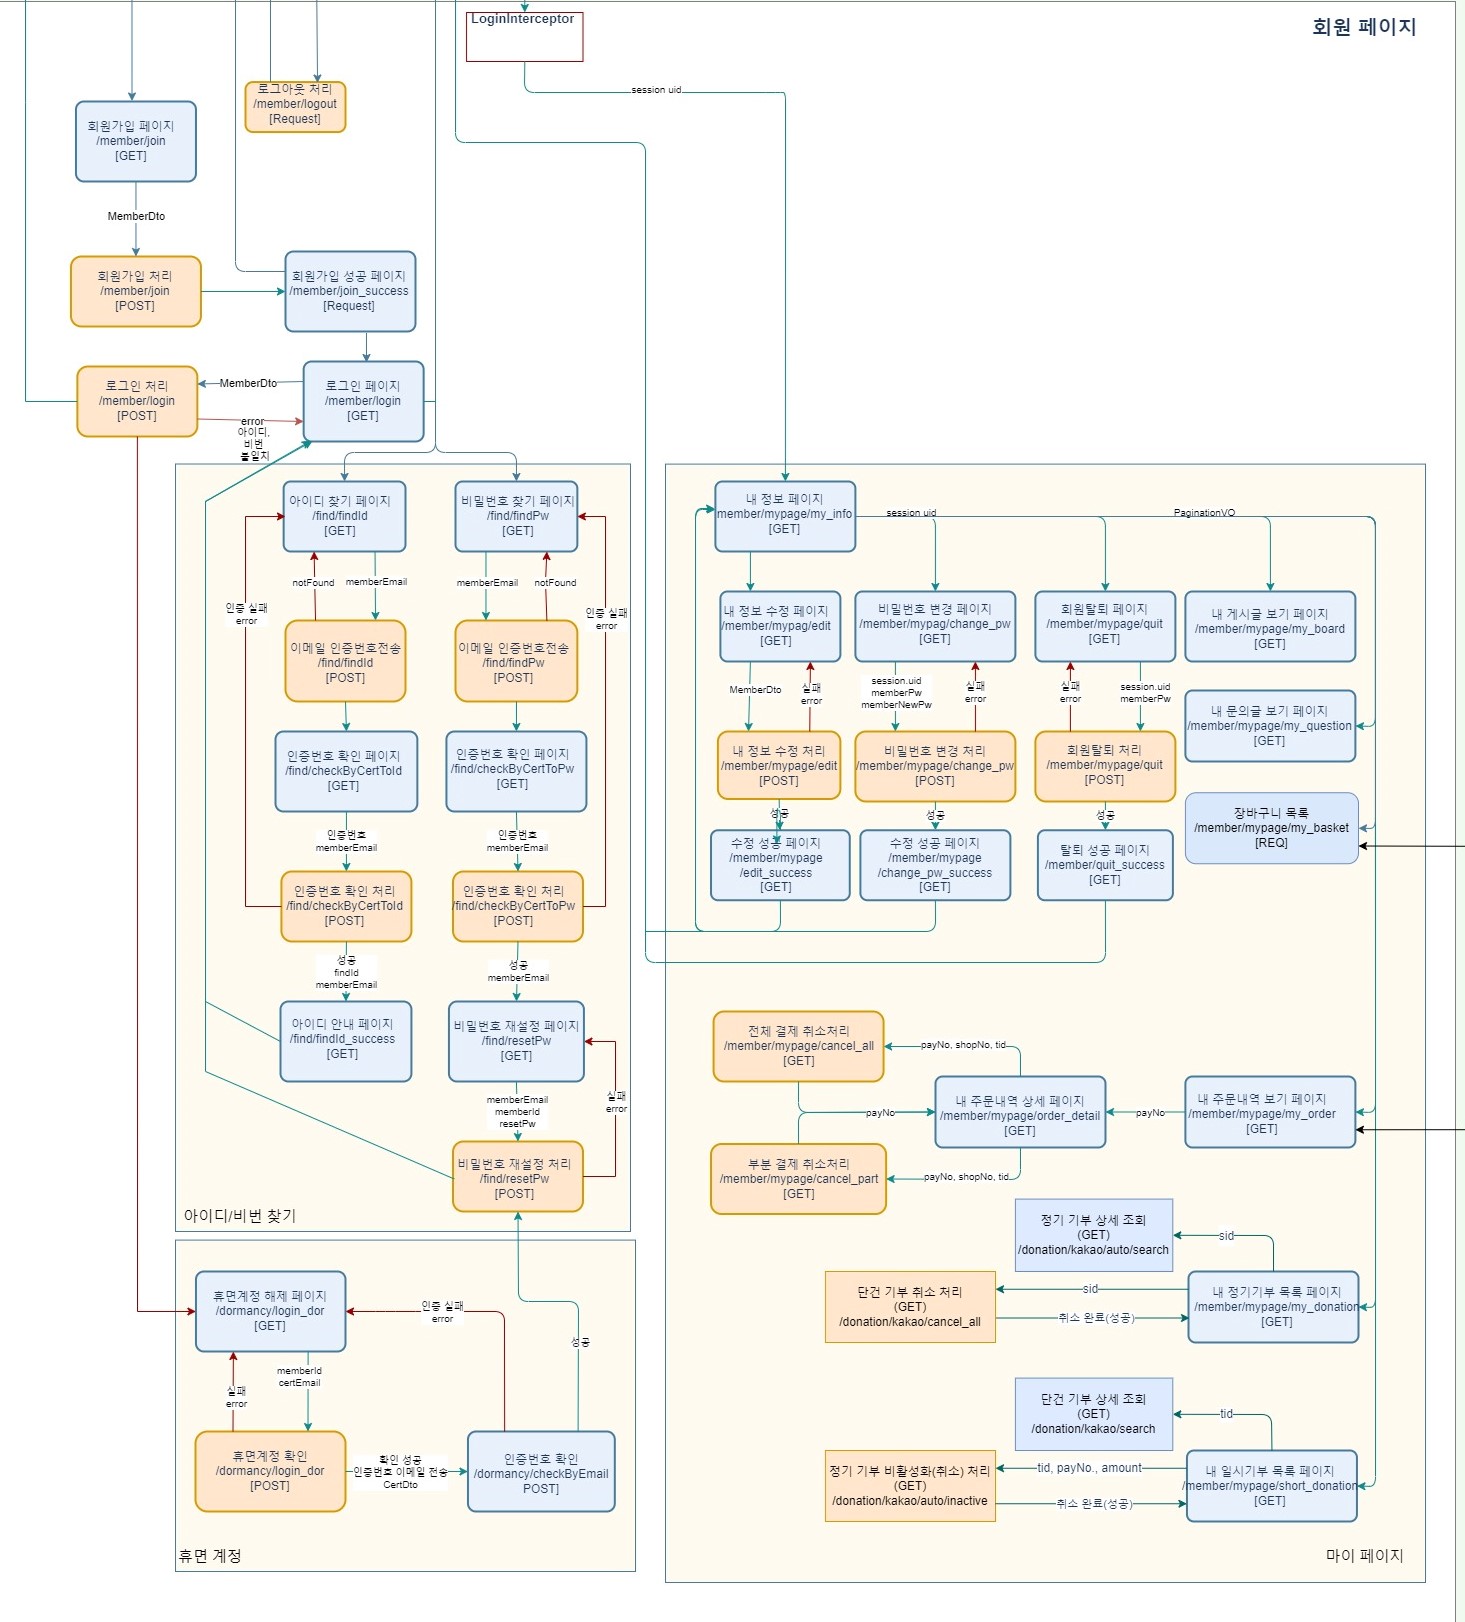 LoginInterceptor
회원 페이지
로그아웃 처리
/member/logout
[Request]
session uid
회원가입 페이지
/member/join
[GET]
MemberDto
회원가입 처리
/member/join
[POST]
회원가입 성공 페이지
/member/join_success
[Request]
로그인 처리
/member/login
[POST]
MemberDto
로그인 페이지
/member/login
[GET]
error
아이디,
비번
불일치
아이디 찾기 페이지
/find/findId
[GET]
비밀번호 찾기 페이지
/find/findPw
[GET]
notFound
memberEmail
memberEmail
notFound
인증 실패
error
인증 실패
error
이메일 인증번호전송
/find/findId
[POST]
이메일 인증번호전송
/find/findPw
[POST]
인증번호 확인 페이지
/find/checkByCertToId
[GET]
인증번호 확인 페이지
/find/checkByCertToPw
[GET]
인증번호
memberEmail
인증번호
memberEmail
인증번호 확인 처리
/find/checkByCertToId
[POST]
인증번호 확인 처리
/find/checkByCertToPw
[POST]
성공
findId
memberEmail
성공
memberEmail
아이디 안내 페이지
/find/findId_success
[GET]
비밀번호 재설정 페이지
/find/resetPw
[GET]
memberEmail
memberId
resetPw
실패
error
비밀번호 재설정 처리
/find/resetPw
[POST]
아이디/비번 찾기
휴면계정 해제 페이지
/dormancy/login_dor
[GET]
인증 실패
error
성공
memberId
certEmail
실패
error
휴면계정 확인
/dormancy/login_dor
[POST]
확인 성공
인증번호 이메일 전송
CertDto
인증번호 확인
/dormancy/checkByEmail
POST]
휴면 계정
내 정보 페이지
member/mypage/my_info
[GET]
session uid
PaginationVO
내 정보 수정 페이지
/member/mypag/edit
[GET]
비밀번호 변경 페이지
/member/mypag/change_pw
[GET]
회원탈퇴 페이지
/member/mypage/quit
[GET]
내 게시글 보기 페이지
/member/mypage/my_board
[GET]
MemberDto
실패
error
session.uid
memberPw
memberNewPw
실패
error
실패
error
session.uid
memberPw
내 문의글 보기 페이지
/member/mypage/my_question
[GET]
내 정보 수정 처리
/member/mypage/edit
[POST]
비밀번호 변경 처리
/member/mypage/change_pw
[POST]
회원탈퇴 처리
/member/mypage/quit
[POST]
성공
성공
성공
장바구니 목록
/member/mypage/my_basket
[REQ]
수정 성공 페이지
/member/mypage
/edit_success
[GET]
수정 성공 페이지
/member/mypage
/change_pw_success
[GET]
탈퇴 성공 페이지
/member/quit_success
[GET]
전체 결제 취소처리
/member/mypage/cancel_all
[GET]
payNo, shopNo, tid
payNo
내 주문내역 상세 페이지
/member/mypage/order_detail
[GET]
payNo
내 주문내역 보기 페이지
/member/mypage/my_order
[GET]
부분 결제 취소처리
/member/mypage/cancel_part
[GET]
payNo, shopNo, tid
정기 기부 상세 조회
(GET)
/donation/kakao/auto/search
sid
단건 기부 취소 처리
(GET)
/donation/kakao/cancel_all
sid
취소 완료(성공)
내 정기기부 목록 페이지
/member/mypage/my_donation
[GET]
단건 기부 상세 조회
(GET)
/donation/kakao/search
tid
정기 기부 비활성화(취소) 처리
(GET)
/donation/kakao/auto/inactive
tid, payNo., amount
취소 완료(성공)
내 일시기부 목록 페이지
/member/mypage/short_donation
[GET]
마이 페이지